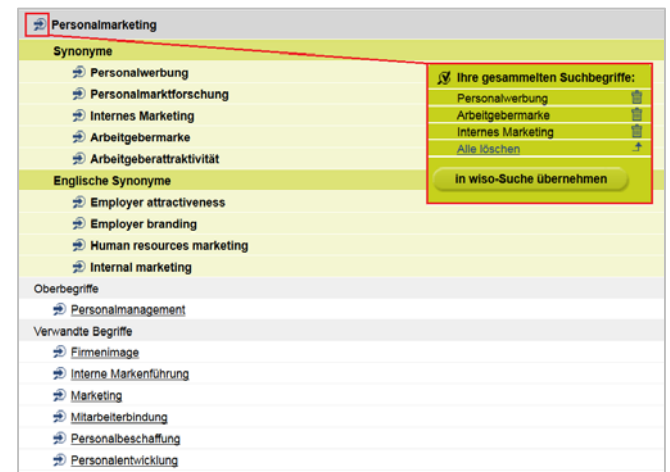 Personalmarketing
Synonyme
Personalwerbung
Personalmarktforschung
Internes Marketing
Arbeitgebermarke
Arbeitgeberattraktivität
Englische Synonyme
Employer attractiveness
Employer branding
Human resources marketing
Internal marketing
Oberbegriffe
Personalmanagement
Verwandte Begriffe
Firmenimage
Interne Markenführung
Marketing
Mitarbeiterbindung
Personalbeschaffung
Personalentwicklung
Ihre gesammelten Suchbegriffe:
Personalwerbung
Arbeitgebermarke
Internes Marketing
Alle löschen
in wiso-Suche übernehmen